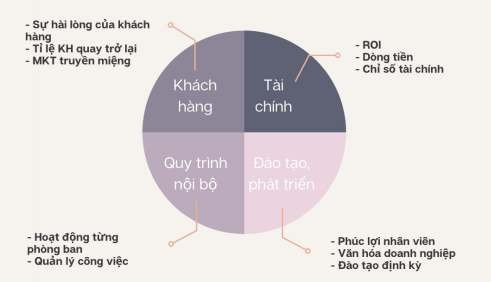 - Sự hài lòng của khách
hàng
- Tỉ lệ KH quay trở lại
- MKT truyền miệng
- ROI
- Dòng tiền
- Chỉ số tài chính
Khách
hàng
Tài
chính
Quy trình
nội bộ
Đào tạo,
phát triển
- Hoạt động từng
phòng ban
- Quản lý công việc
- Phúc lợi nhân viên
- Văn hóa doanh nghiệp
- Đào tạo định kỳ